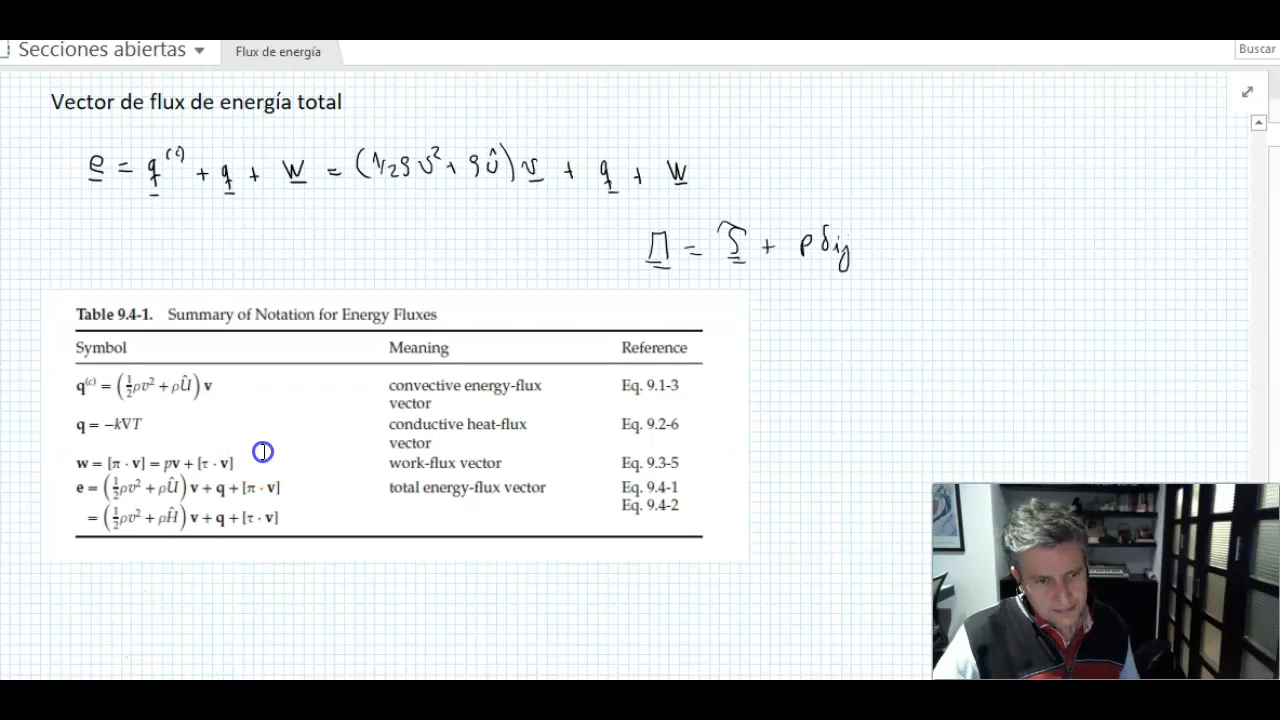 Secciones abiertas
Flux de energía
Buscar
Vector de flux de energía total
e = q(c) + q + w = (1/2ρv² + ρÛ) v + q + w
π = τ + pδij
Table 9.4-1. Summary of Notation for Energy Fluxes
Symbol Meaning Reference
q(c) = (½ρv² + ρÛ) v convective energy-flux vector Eq. 9.1-3
q = −k∇T conductive heat-flux vector Eq. 9.2-6
w = [π · v] = pv + [τ · v] work-flux vector Eq. 9.3-5
e = (½ρv² + ρÛ) v + q + [π · v] total energy-flux vector Eq. 9.4-1
= (½ρv² + ρĤ) v + q + [τ · v] Eq. 9.4-2